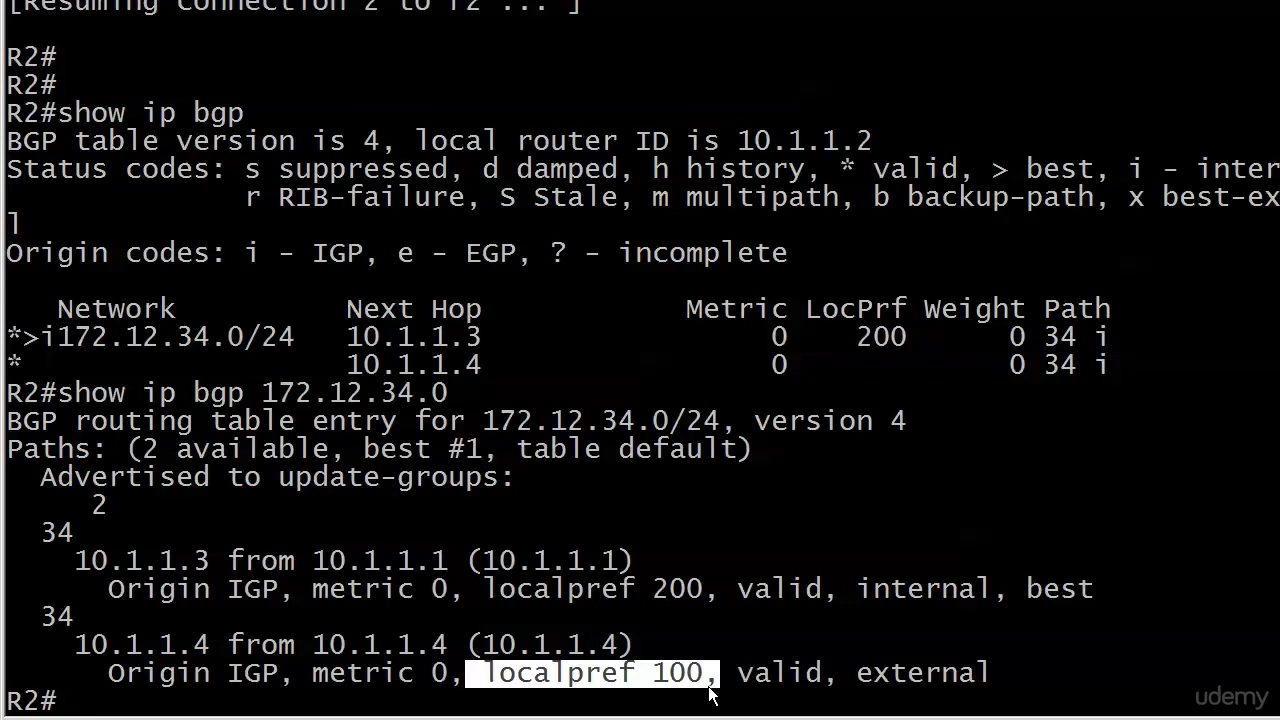 [Resuming connection 2 to r2 ... ]
R2#
R2#
R2#show ip bgp
BGP table version is 4, local router ID is 10.1.1.2
Status codes: s suppressed, d damped, h history, * valid, > best, i - inter
              r RIB-failure, S Stale, m multipath, b backup-path, x best-ex
l
Origin codes: i - IGP, e - EGP, ? - incomplete
   Network          Next Hop            Metric LocPrf Weight Path
*>i172.12.34.0/24   10.1.1.3                 0    200      0 34 i
*                   10.1.1.4                 0             0 34 i
R2#show ip bgp 172.12.34.0
BGP routing table entry for 172.12.34.0/24, version 4
Paths: (2 available, best #1, table default)
  Advertised to update-groups:
     2
  34
    10.1.1.3 from 10.1.1.1 (10.1.1.1)
      Origin IGP, metric 0, localpref 200, valid, internal, best
  34
    10.1.1.4 from 10.1.1.4 (10.1.1.4)
      Origin IGP, metric 0, localpref 100, valid, external
R2#
udemy